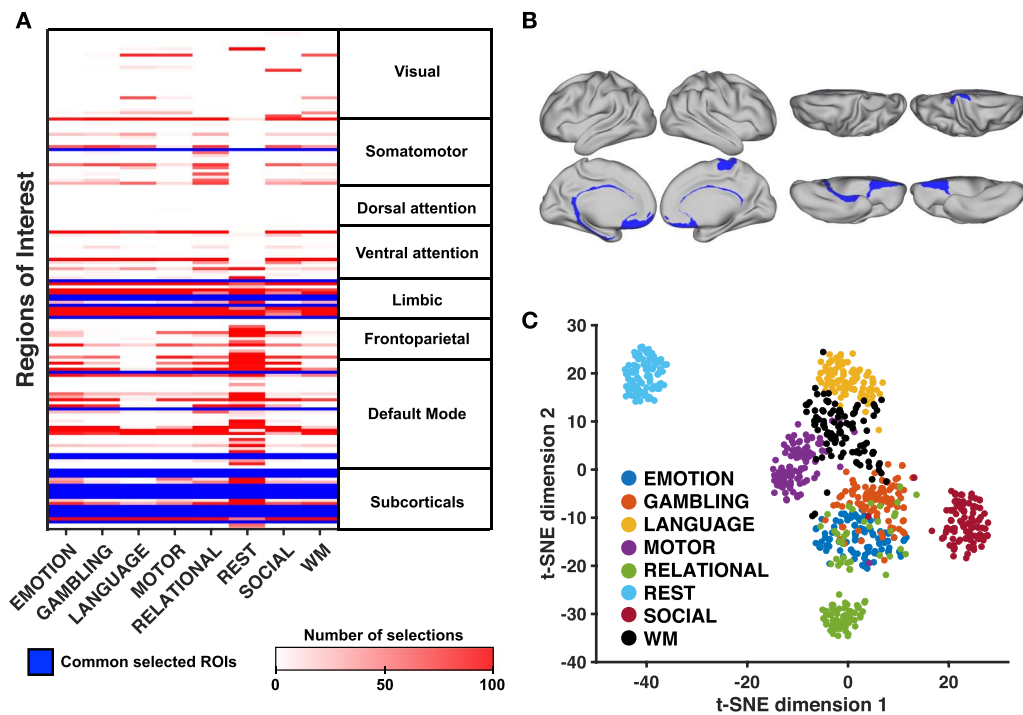 A
Regions of Interest
Visual
Somatomotor
Dorsal attention
Ventral attention
Limbic
Frontoparietal
Default Mode
Subcorticals
EMOTION
GAMBLING
LANGUAGE
MOTOR
RELATIONAL
REST
SOCIAL
WM
Common selected ROIs
Number of selections
0
50
100
B
C
t-SNE dimension 2
30
20
10
0
-10
-20
-30
-40
EMOTION
GAMBLING
LANGUAGE
MOTOR
RELATIONAL
REST
SOCIAL
WM
-40
-20
0
20
t-SNE dimension 1